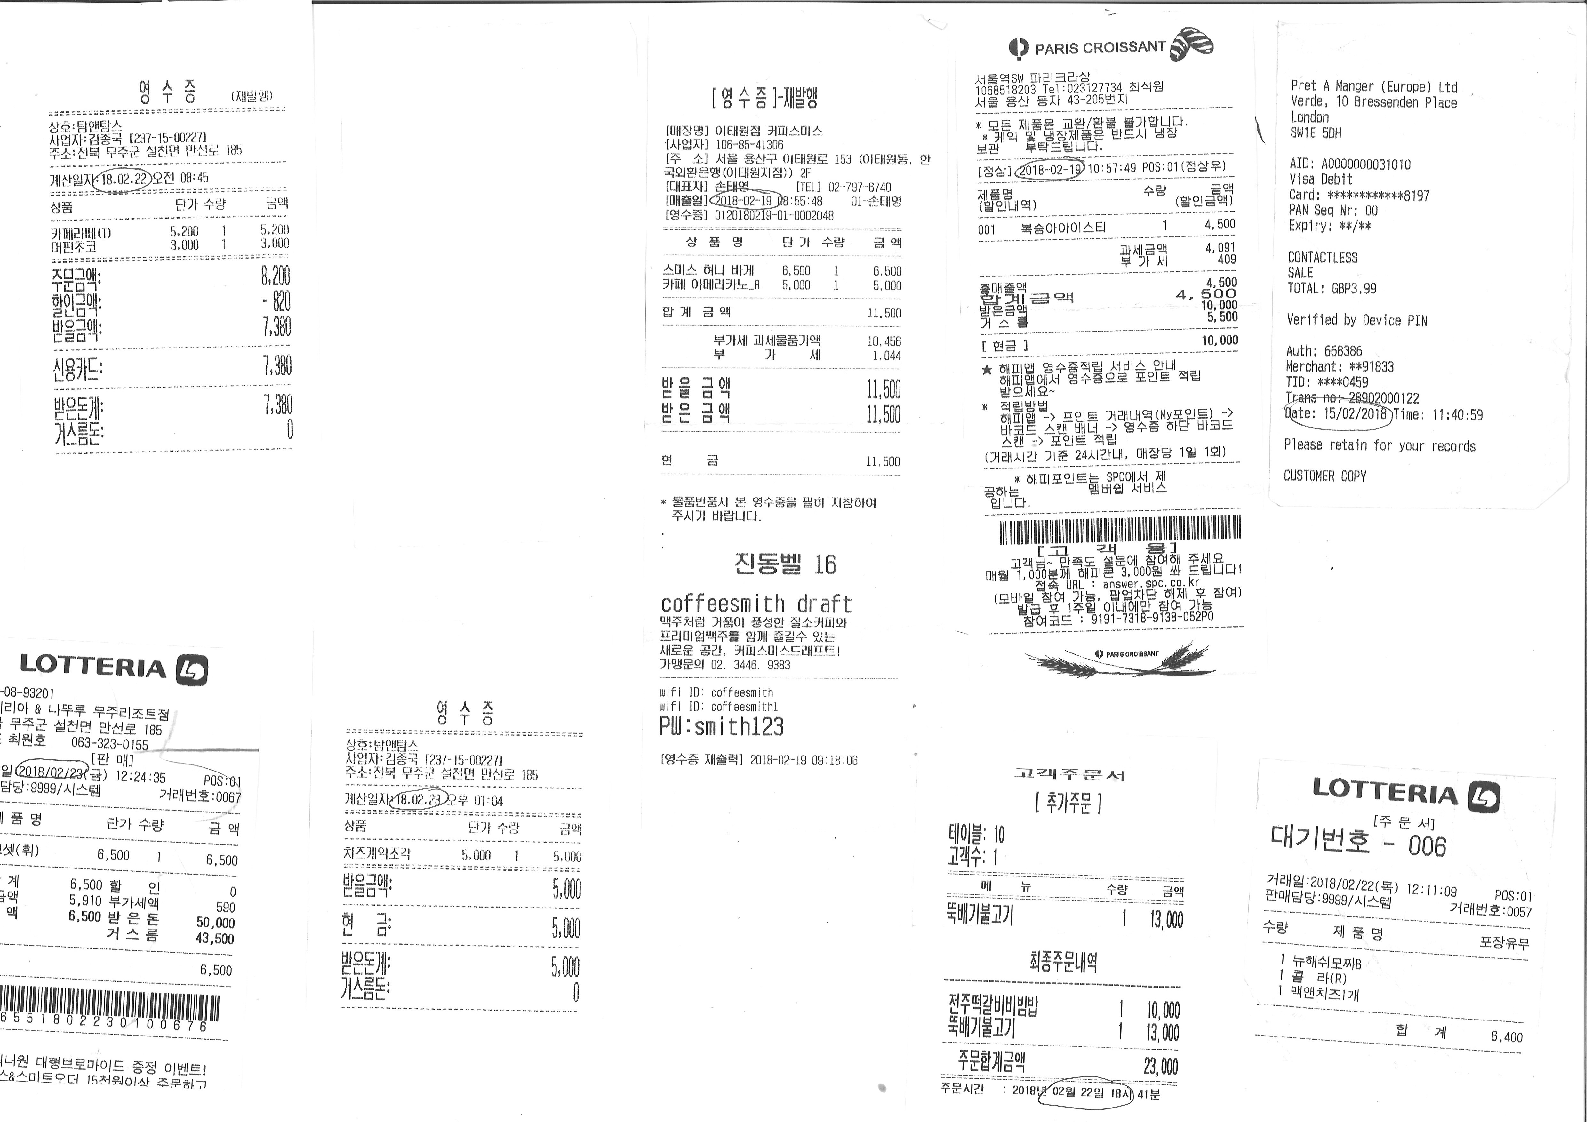 영 수 증 (재발행)
상호:탐앤탐스
사업자:김종국 [237-15-00227]
주소:전북 무주군 설천면 만선로 185
계산일자:18.02.22 오전 08:45
상품 단가 수량 금액
카페라떼(T) 5,200 1 5,200
머핀초코 3,000 1 3,000
주문금액: 8,200
할인금액: - 820
받을금액: 7,380
신용카드: 7,380
받은돈계: 7,380
거스름돈: 0
LOTTERIA
-08-93201
리아 & 나뚜루 무주리조트점
무주군 설천면 만선로 185
최원호 063-323-0155
[판 매]
일 2018/02/23(금) 12:24:35 POS:01
담당:9999/시스템 거래번호:0067
품 명 단가 수량 금 액
셋(휘) 6,500 1 6,500
계 6,500 할 인 0
금액 5,910 부가세액 590
액 6,500 받 은 돈 50,000
거 스 름 43,500
6,500
6551802230100676
너원 대형브로마이드 증정 이벤트!
영 수 증
상호:탐앤탐스
사업자:김종국 [237-15-00227]
주소:전북 무주군 설천면 만선로 185
계산일자:18.02.23 오후 01:04
상품 단가 수량 금액
치즈케익조각 5,000 1 5,000
받을금액: 5,000
현 금: 5,000
받은돈계: 5,000
거스름돈: 0
[영 수 증]-재발행
[매장명] 이태원점 커피스미스
[사업자] 106-85-41306
[주 소] 서울 용산구 이태원로 153 (이태원동, 한
국외환은행(이태원지점)) 2F
[대표자] 손태영 [TEL] 02-797-6740
[매출일] 2018-02-19 08:55:48 01-손태영
[영수증] 0120180219-01-0002048
상 품 명 단 가 수량 금 액
스미스 허니 바게 6,500 1 6,500
카페 아메리카노_R 5,000 1 5,000
합 계 금 액 11,500
부가세 과세물품가액 10,456
부 가 세 1,044
받 을 금 액 11,500
받 은 금 액 11,500
현 금 11,500
* 물품반품시 본 영수증을 필히 지참하여
주시기 바랍니다.
진동벨 16
coffeesmith draft
맥주처럼 거품이 풍성한 질소커피와
프리미엄맥주를 함께 즐길수 있는
새로운 공간, 커피스미스드래프트!
가맹문의 02. 3446. 9383
wifi ID: coffeesmith
wifi ID: coffeesmith1
PW:smith123
[영수증 재출력] 2018-02-19 09:18:06
PARIS CROISSANT
서울역SW 파리크라상
1058518203 Tel:023127734 최석원
서울 용산 동자 43-205번지
* 모든 제품은 교환/환불 불가합니다.
* 케익 및 냉장제품은 반드시 냉장
보관 부탁드립니다.
[정상] 2018-02-19 10:57:49 POS:01(점상우)
제품명 수량 금액
(할인내역) (할인금액)
001 복숭아아이스티 1 4,500
과세금액 4,091
부 가 세 409
총매출액 4,500
합계금액 4,500
받은금액 10,000
거 스 름 5,500
[ 현금 ] 10,000
★ 해피앱 영수증적립 서비스 안내
해피앱에서 영수증으로 포인트 적립
받으세요~
* 적립방법
해피앱 -> 포인트 거래내역(My포인트) ->
바코드 스캔 배너 -> 영수증 하단 바코드
스캔 -> 포인트 적립
(거래시간 기준 24시간내, 매장당 1일 1회)
* 해피포인트는 SPC에서 제
공하는 멤버쉽 서비스
입니다.
[고 객 용]
고객님~ 만족도 설문에 참여해 주세요
매월 1,000분께 해피콘 3,000원 쏴 드립니다!
접속 URL : answer.spc.co.kr
(모바일 참여 가능, 팝업차단 해제 후 참여)
발급 후 1주일 이내에만 참여 가능
참여코드 : 9191-7318-9139-C52P0
PARIS CROISSANT
고객주문서
[ 추가주문 ]
테이블: 10
고객수: 1
메 뉴 수량 금액
뚝배기불고기 1 13,000
최종주문내역
전주떡갈비비빔밥 1 10,000
뚝배기불고기 1 13,000
주문합계금액 23,000
주문시간 : 2018년 02월 22일 18시 41분
Pret A Manger (Europe) Ltd
Verde, 10 Bressenden Place
London
SW1E 5DH
AID: A0000000031010
Visa Debit
Card: ************8197
PAN Seq Nr: 00
Expiry: **/**
CONTACTLESS
SALE
TOTAL: GBP3.99
Verified by Device PIN
Auth: 658386
Merchant: **91833
TID: ****0459
Trans no: 28902000122
Date: 15/02/2018 Time: 11:40:59
Please retain for your records
CUSTOMER COPY
LOTTERIA
[주 문 서]
대기번호 - 006
거래일:2018/02/22(목) 12:11:09 POS:01
판매담당:9999/시스템 거래번호:0057
수량 제 품 명 포장유무
1 뉴해쉬모짜B
1 콜 라(R)
1 맥앤치즈1개
합 계 6,400